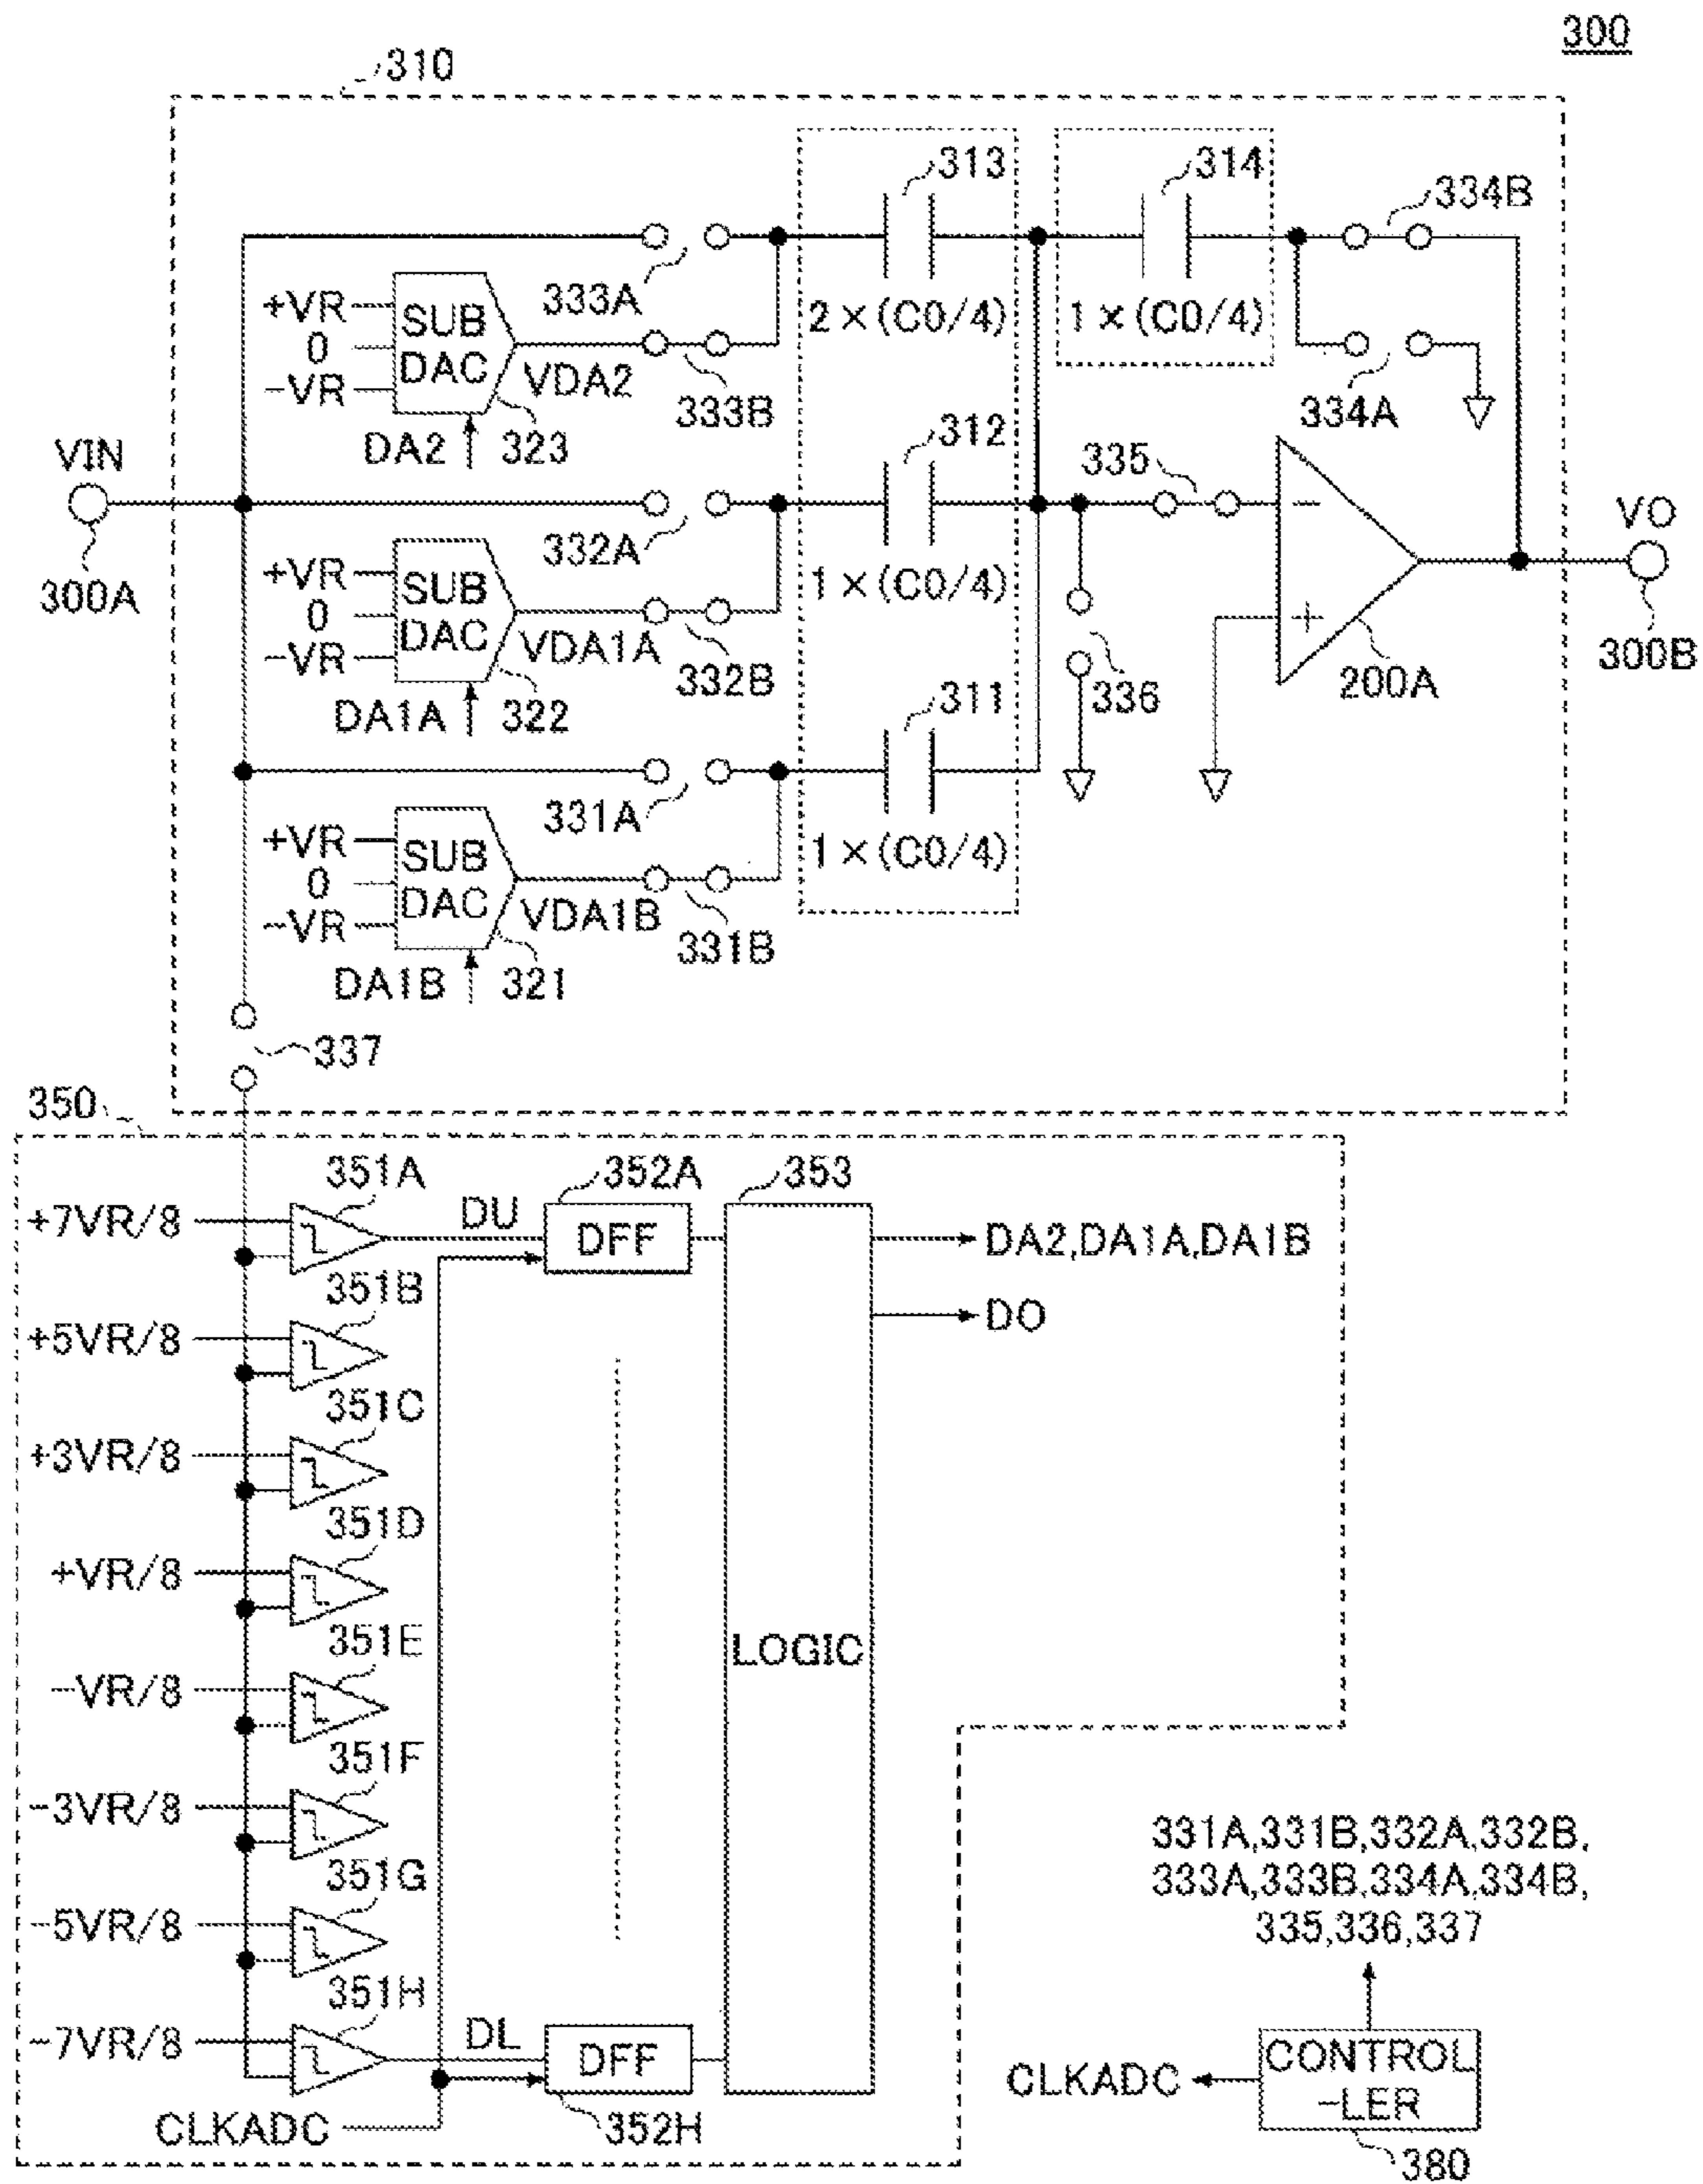 300
310
313
314
334B
333A
2×(C0/4)
1×(C0/4)
+VR
0
-VR
SUB
DAC
VDA2
333B
334A
DA2
323
312
335
VIN
VO
332A
300A
+VR
0
-VR
SUB
DAC
VDA1A
332B
1×(C0/4)
336
200A
300B
DA1A
322
311
331A
+VR
0
-VR
SUB
DAC
VDA1B
331B
1×(C0/4)
DA1B
321
337
350
351A
352A
353
+7VR/8
DU
DFF
DA2,DA1A,DA1B
351B
DO
+5VR/8
351C
+3VR/8
351D
+VR/8
351E
LOGIC
-VR/8
351F
-3VR/8
351G
-5VR/8
351H
-7VR/8
DL
DFF
CLKADC
352H
331A,331B,332A,332B,
333A,333B,334A,334B,
335,336,337
CLKADC
CONTROL
-LER
380